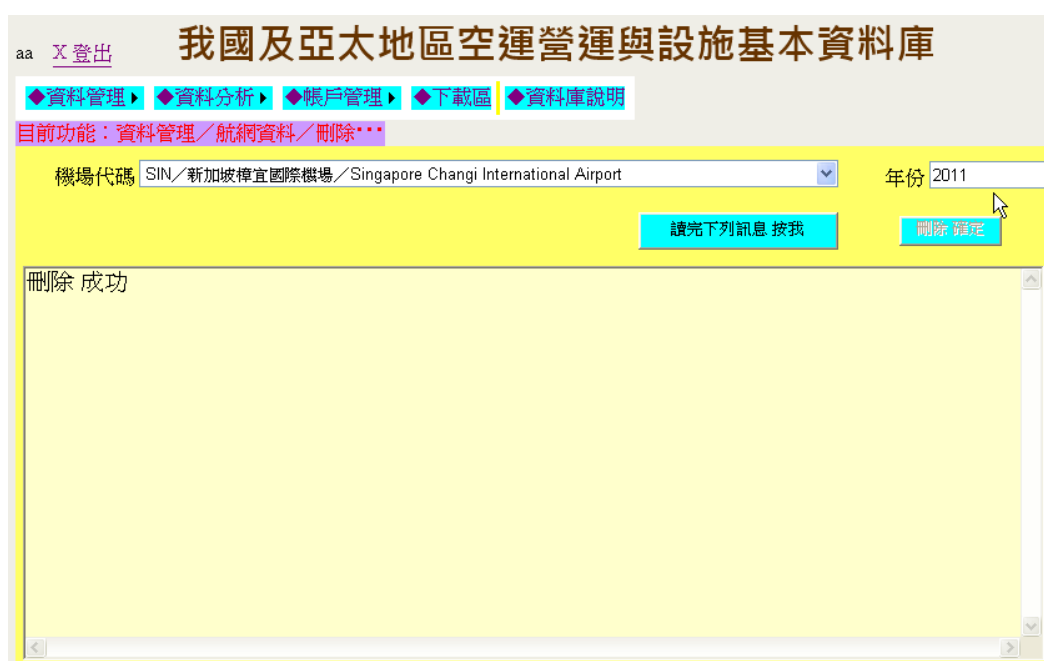 aa X 登出 我國及亞太地區空運營運與設施基本資料庫
◆資料管理▶ ◆資料分析▶ ◆帳戶管理▶ ◆下載區 ◆資料庫說明
目前功能：資料管理／航網資料／刪除‧‧‧
機場代碼 SIN／新加坡樟宜國際機場／Singapore Changi International Airport 年份 2011
讀完下列訊息 按我 刪除 確定
刪除 成功